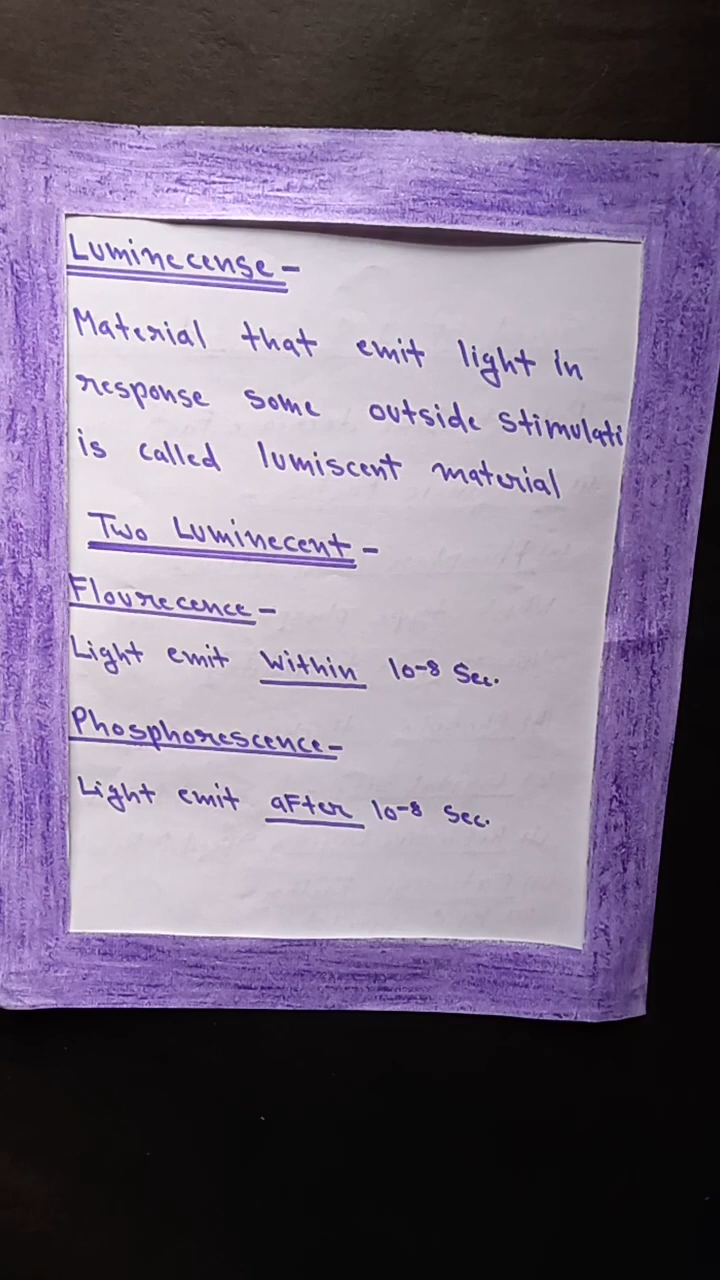 Luminecense -
Material that emit light in
response some outside stimulati
is called lumiscent material
Two Luminecent -
Flourecence -
Light emit within 10-8 Sec.
Phosphorescence -
Light emit after 10-8 Sec.